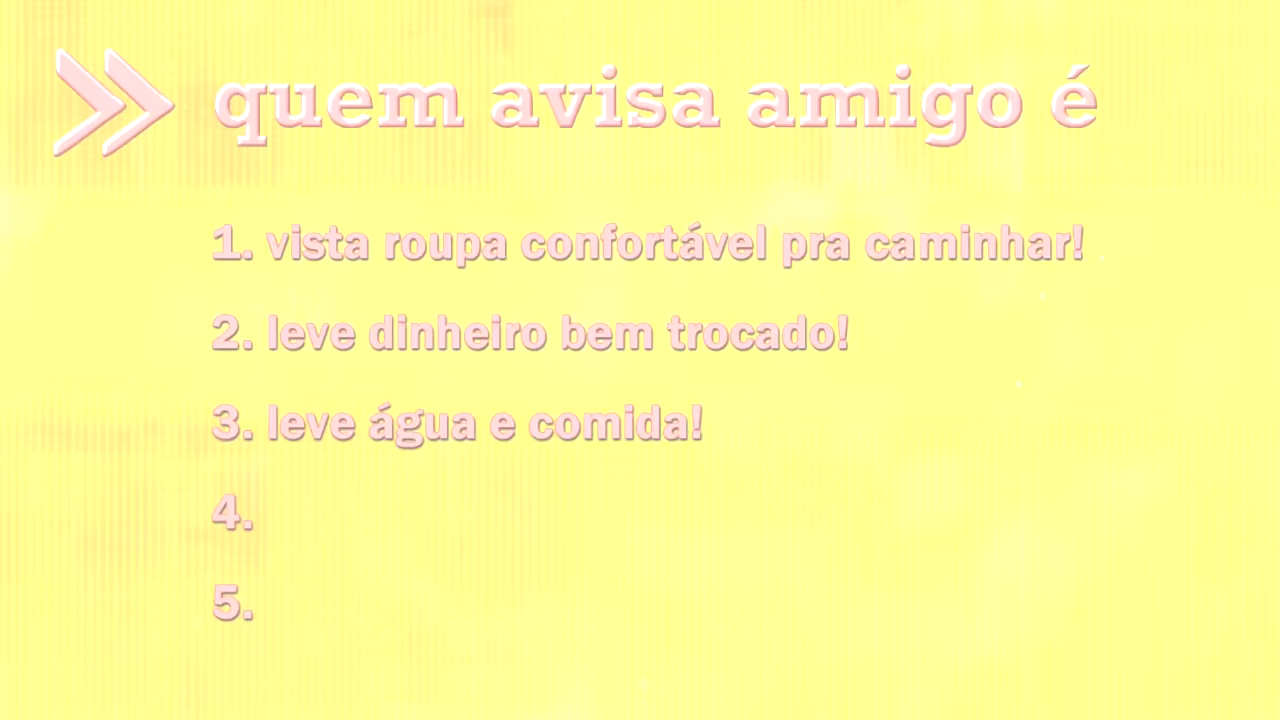 quem avisa amigo é
1. vista roupa confortável pra caminhar!
2. leve dinheiro bem trocado!
3. leve água e comida!
4.
5.